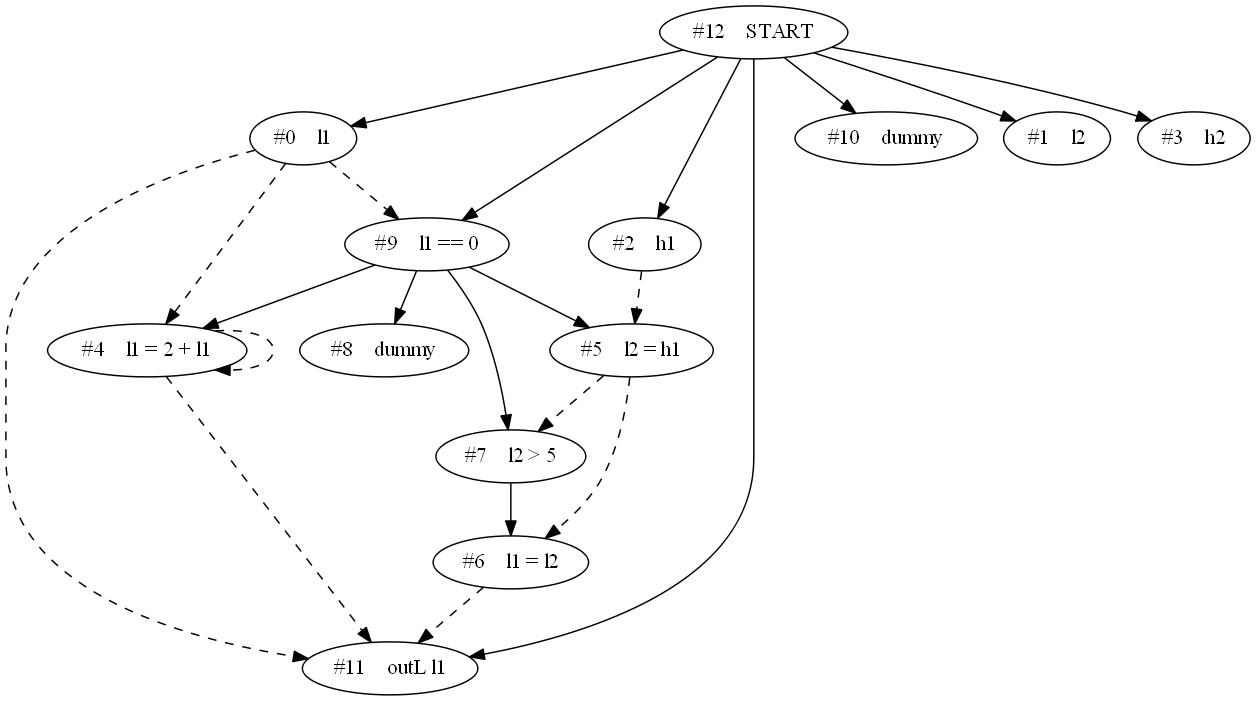 #12 START
#0 l1
#10 dummy
#1 l2
#3 h2
#9 l1 == 0
#2 h1
#4 l1 = 2 + l1
#8 dummy
#5 l2 = h1
#7 l2 > 5
#6 l1 = l2
#11 outL l1